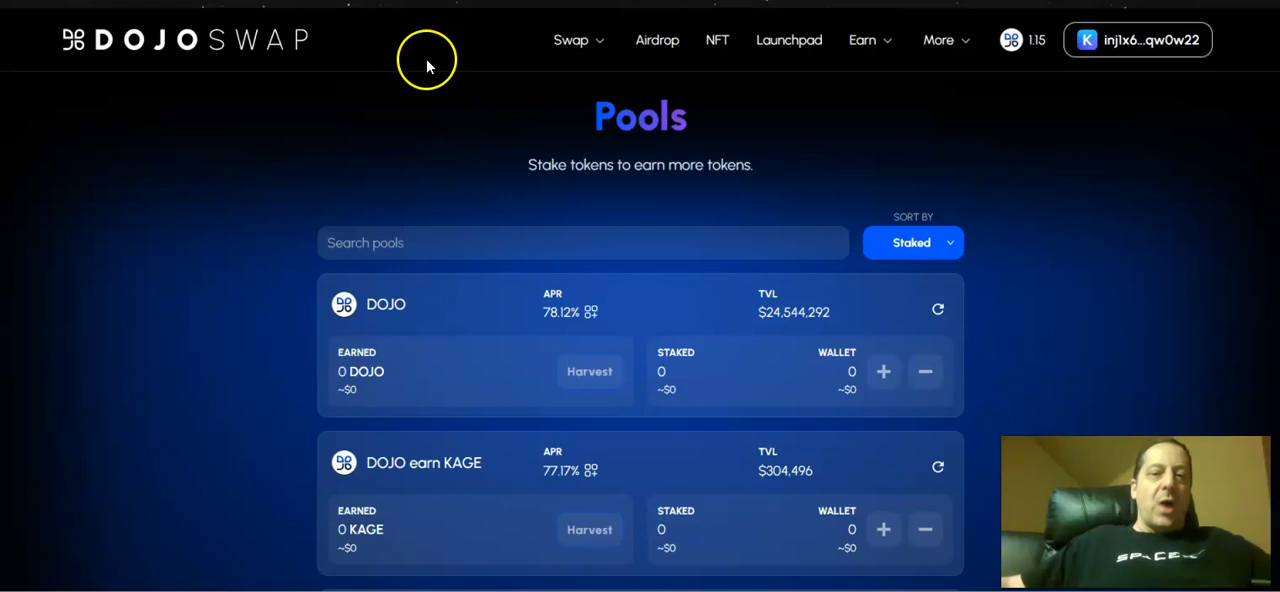 DOJO SWAP
Swap
Airdrop
NFT
Launchpad
Earn
More
1.15
K inj1x6...qw0w22
Pools
Stake tokens to earn more tokens.
SORT BY
Search pools
Staked
DOJO
APR
78.12%
TVL
$24,544,292
EARNED
0 DOJO
~$0
Harvest
STAKED
0
~$0
WALLET
0
~$0
DOJO earn KAGE
APR
77.17%
TVL
$304,496
EARNED
0 KAGE
~$0
Harvest
STAKED
0
~$0
WALLET
0
~$0
SPACEX